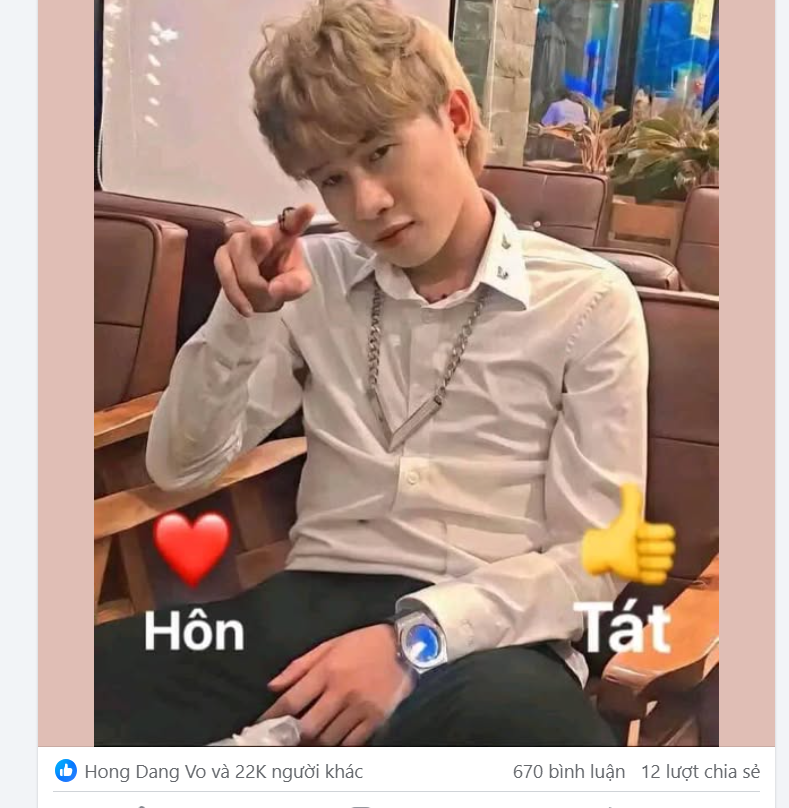 Hôn
Tát
Hong Dang Vo và 22K người khác
670 bình luận
12 lượt chia sẻ